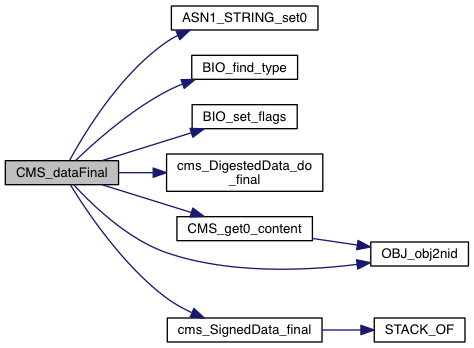 ASN1_STRING_set0
BIO_find_type
BIO_set_flags
CMS_dataFinal
cms_DigestedData_do
_final
CMS_get0_content
OBJ_obj2nid
cms_SignedData_final
STACK_OF